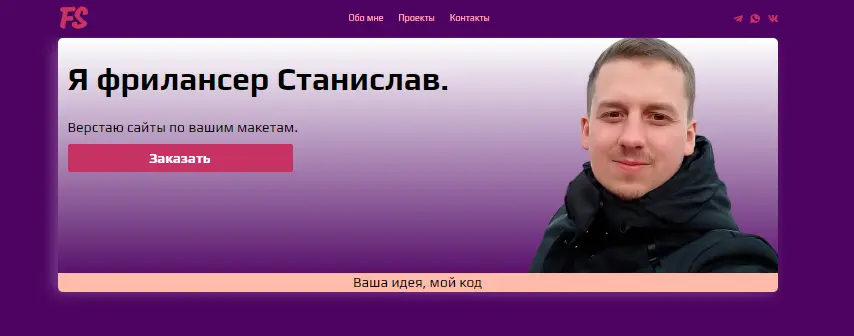 FS
Обо мне Проекты Контакты
Я фрилансер Станислав.
Верстаю сайты по вашим макетам.
Заказать
Ваша идея, мой код